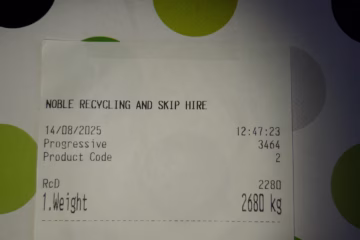 NOBLE RECYCLING AND SKIP HIRE
14/08/2025 12:47:23
Progressive 3464
Product Code 2
RcD 2280
1.Weight 2680 kg